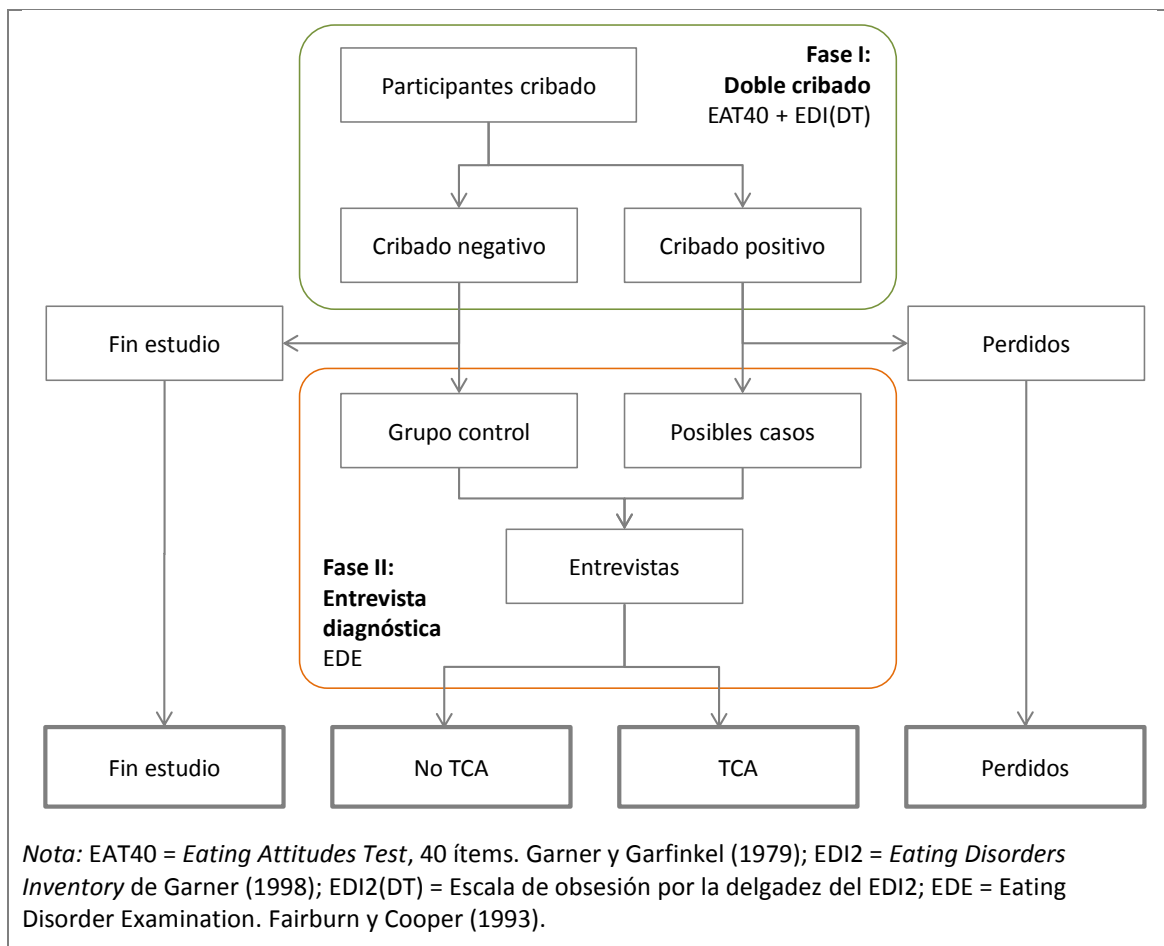 Fase I:
Doble cribado
EAT40 + EDI(DT)
Participantes cribado
Cribado negativo
Cribado positivo
Fin estudio
Perdidos
Grupo control
Posibles casos
Entrevistas
Fase II:
Entrevista
diagnóstica
EDE
Fin estudio
No TCA
TCA
Perdidos
Nota: EAT40 = Eating Attitudes Test, 40 ítems. Garner y Garfinkel (1979); EDI2 = Eating Disorders
Inventory de Garner (1998); EDI2(DT) = Escala de obsesión por la delgadez del EDI2; EDE = Eating
Disorder Examination. Fairburn y Cooper (1993).